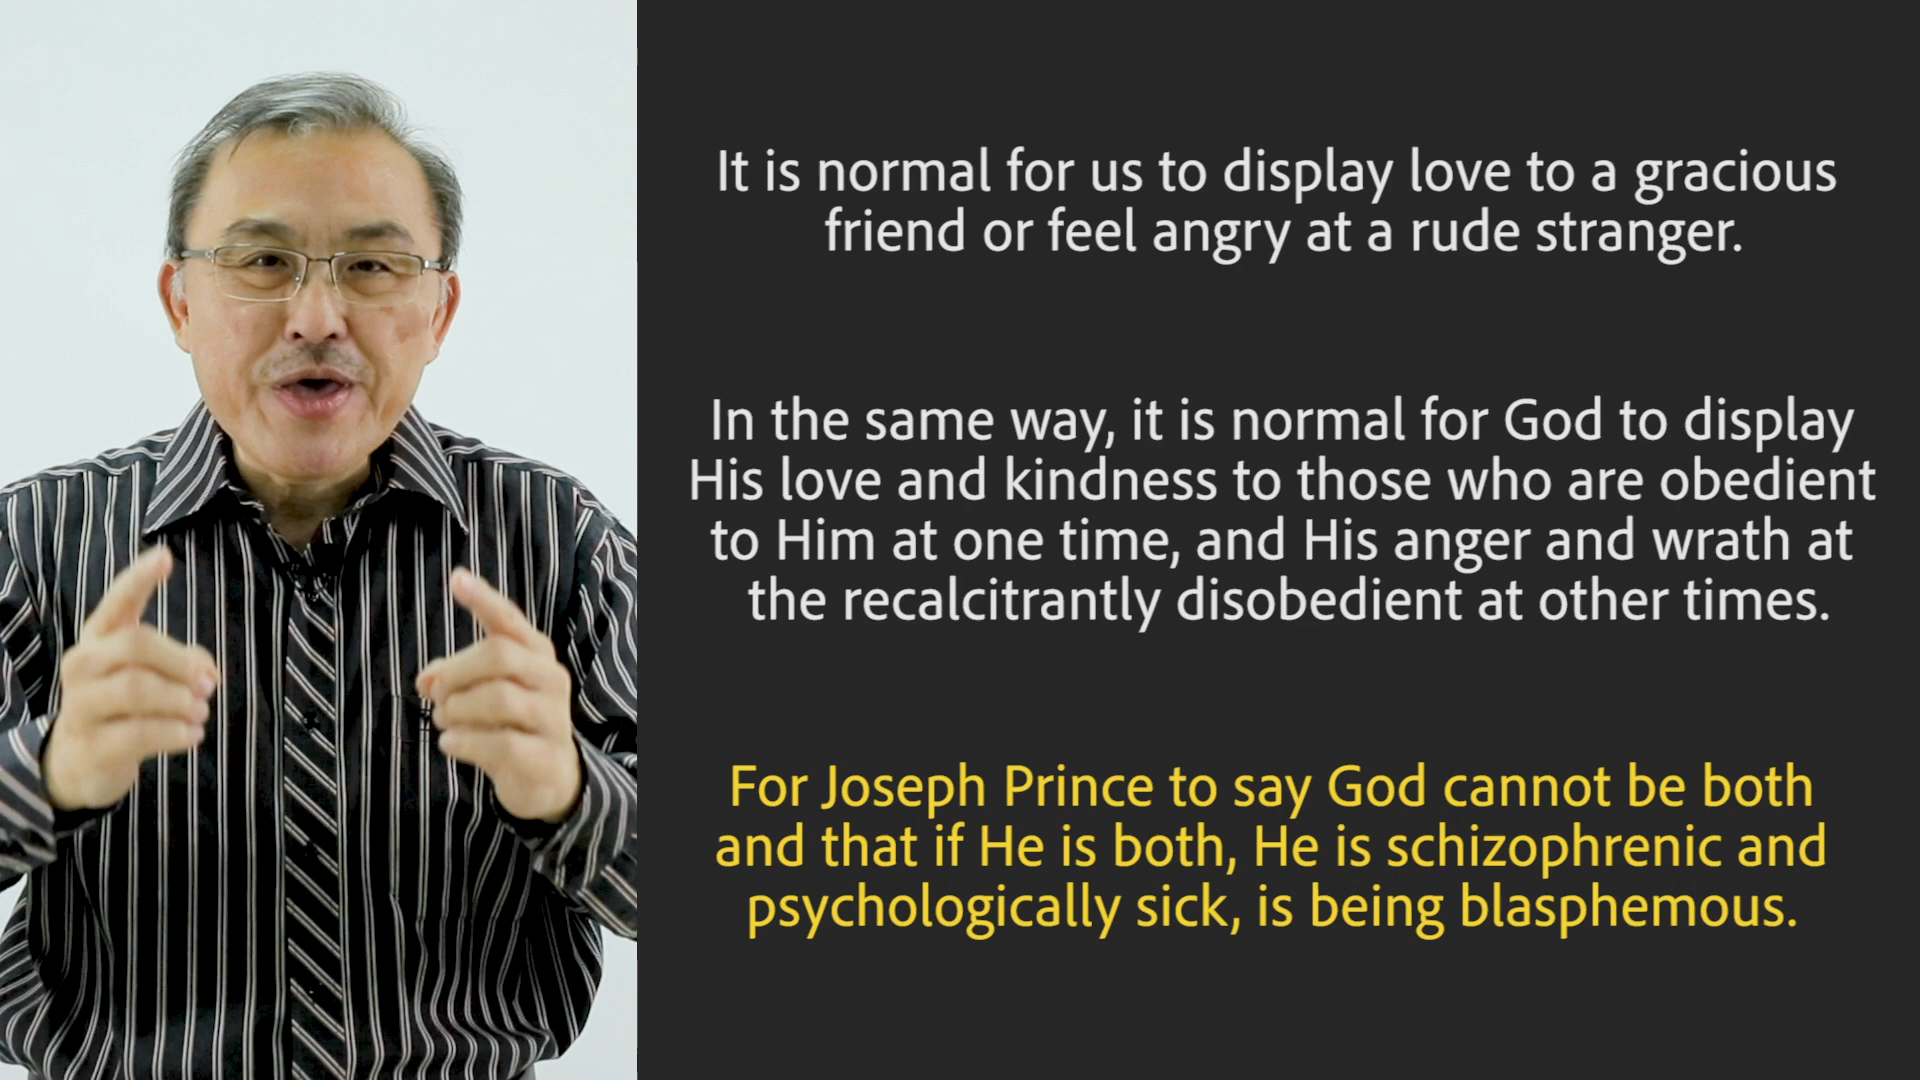 It is normal for us to display love to a gracious
friend or feel angry at a rude stranger.
In the same way, it is normal for God to display
His love and kindness to those who are obedient
to Him at one time, and His anger and wrath at
the recalcitrantly disobedient at other times.
For Joseph Prince to say God cannot be both
and that if He is both, He is schizophrenic and
psychologically sick, is being blasphemous.